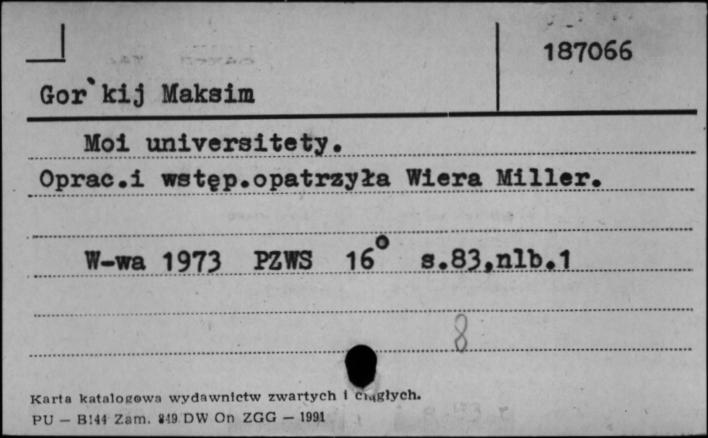 187066
Gor`kij Maksim
Moi universitety.
Oprac.i wstęp.opatrzyła Wiera Miller.
W-wa 1973 PZWS 16° s.83,nlb.1
8
Karta katalogowa wydawnictw zwartych i ciągłych.
PU — B144 Zam. 849 DW On ZGG — 1991